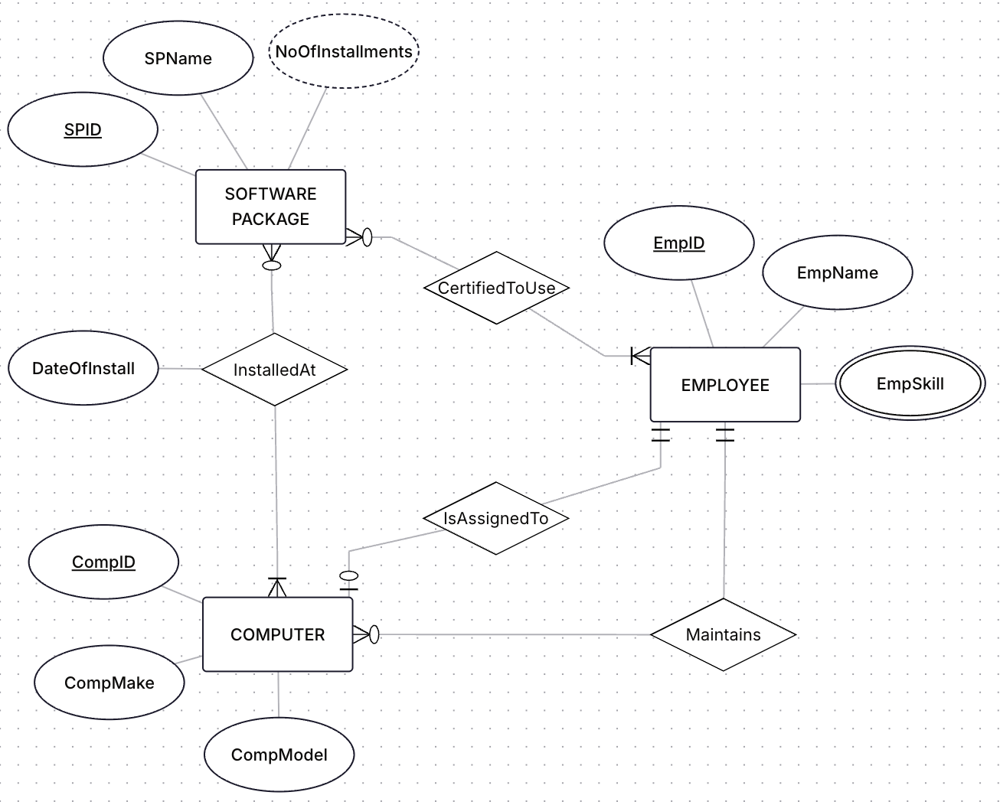 SPName
NoOfInstallments
SPID
SOFTWARE
PACKAGE
EmpID
EmpName
CertifiedToUse
DateOfInstall
InstalledAt
EMPLOYEE
EmpSkill
IsAssignedTo
CompID
COMPUTER
Maintains
CompMake
CompModel